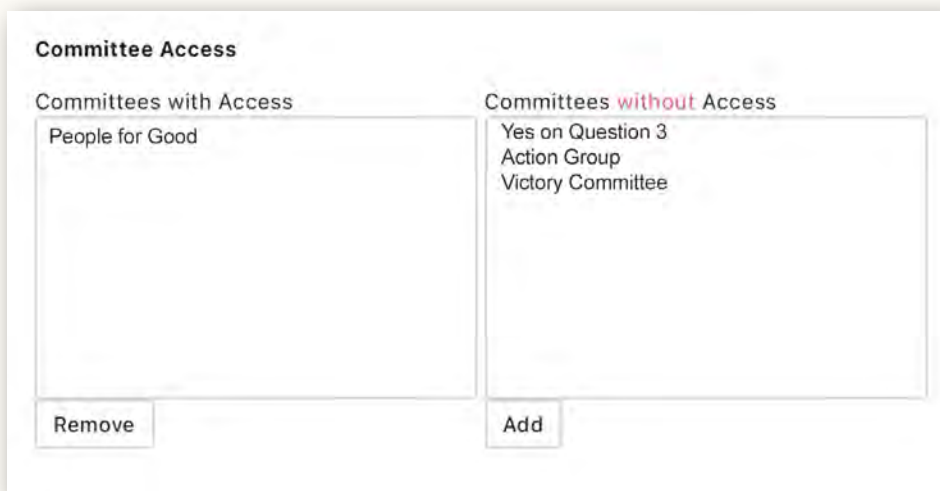 Committee Access
Committees with Access
People for Good
Remove
Committees without Access
Yes on Question 3
Action Group
Victory Committee
Add